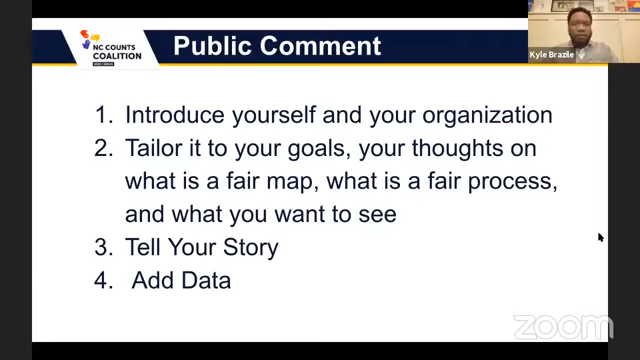 NC COUNTS
COALITION
Public Comment
Kyle Brazile
1. Introduce yourself and your organization
2. Tailor it to your goals, your thoughts on
what is a fair map, what is a fair process,
and what you want to see
3. Tell Your Story
4. Add Data
zoom